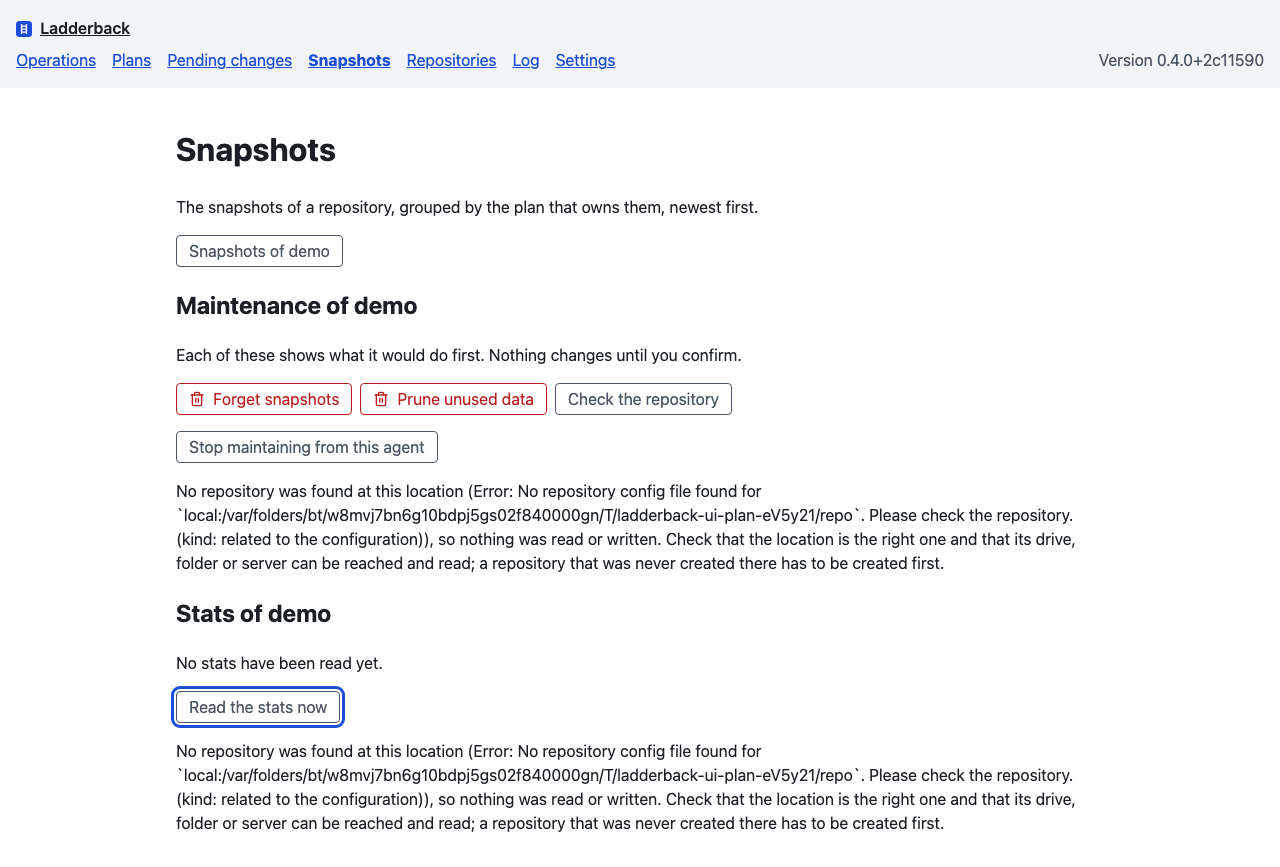 Ladderback
Operations Plans Pending changes Snapshots Repositories Log Settings Version 0.4.0+2c11590
Snapshots
The snapshots of a repository, grouped by the plan that owns them, newest first.
Snapshots of demo
Maintenance of demo
Each of these shows what it would do first. Nothing changes until you confirm.
Forget snapshots Prune unused data Check the repository
Stop maintaining from this agent
No repository was found at this location (Error: No repository config file found for
`local:/var/folders/bt/w8mvj7bn6g10bdpj5gs02f840000gn/T/ladderback-ui-plan-eV5y21/repo`. Please check the repository.
(kind: related to the configuration)), so nothing was read or written. Check that the location is the right one and that its drive,
folder or server can be reached and read; a repository that was never created there has to be created first.
Stats of demo
No stats have been read yet.
Read the stats now
No repository was found at this location (Error: No repository config file found for
`local:/var/folders/bt/w8mvj7bn6g10bdpj5gs02f840000gn/T/ladderback-ui-plan-eV5y21/repo`. Please check the repository.
(kind: related to the configuration)), so nothing was read or written. Check that the location is the right one and that its drive,
folder or server can be reached and read; a repository that was never created there has to be created first.